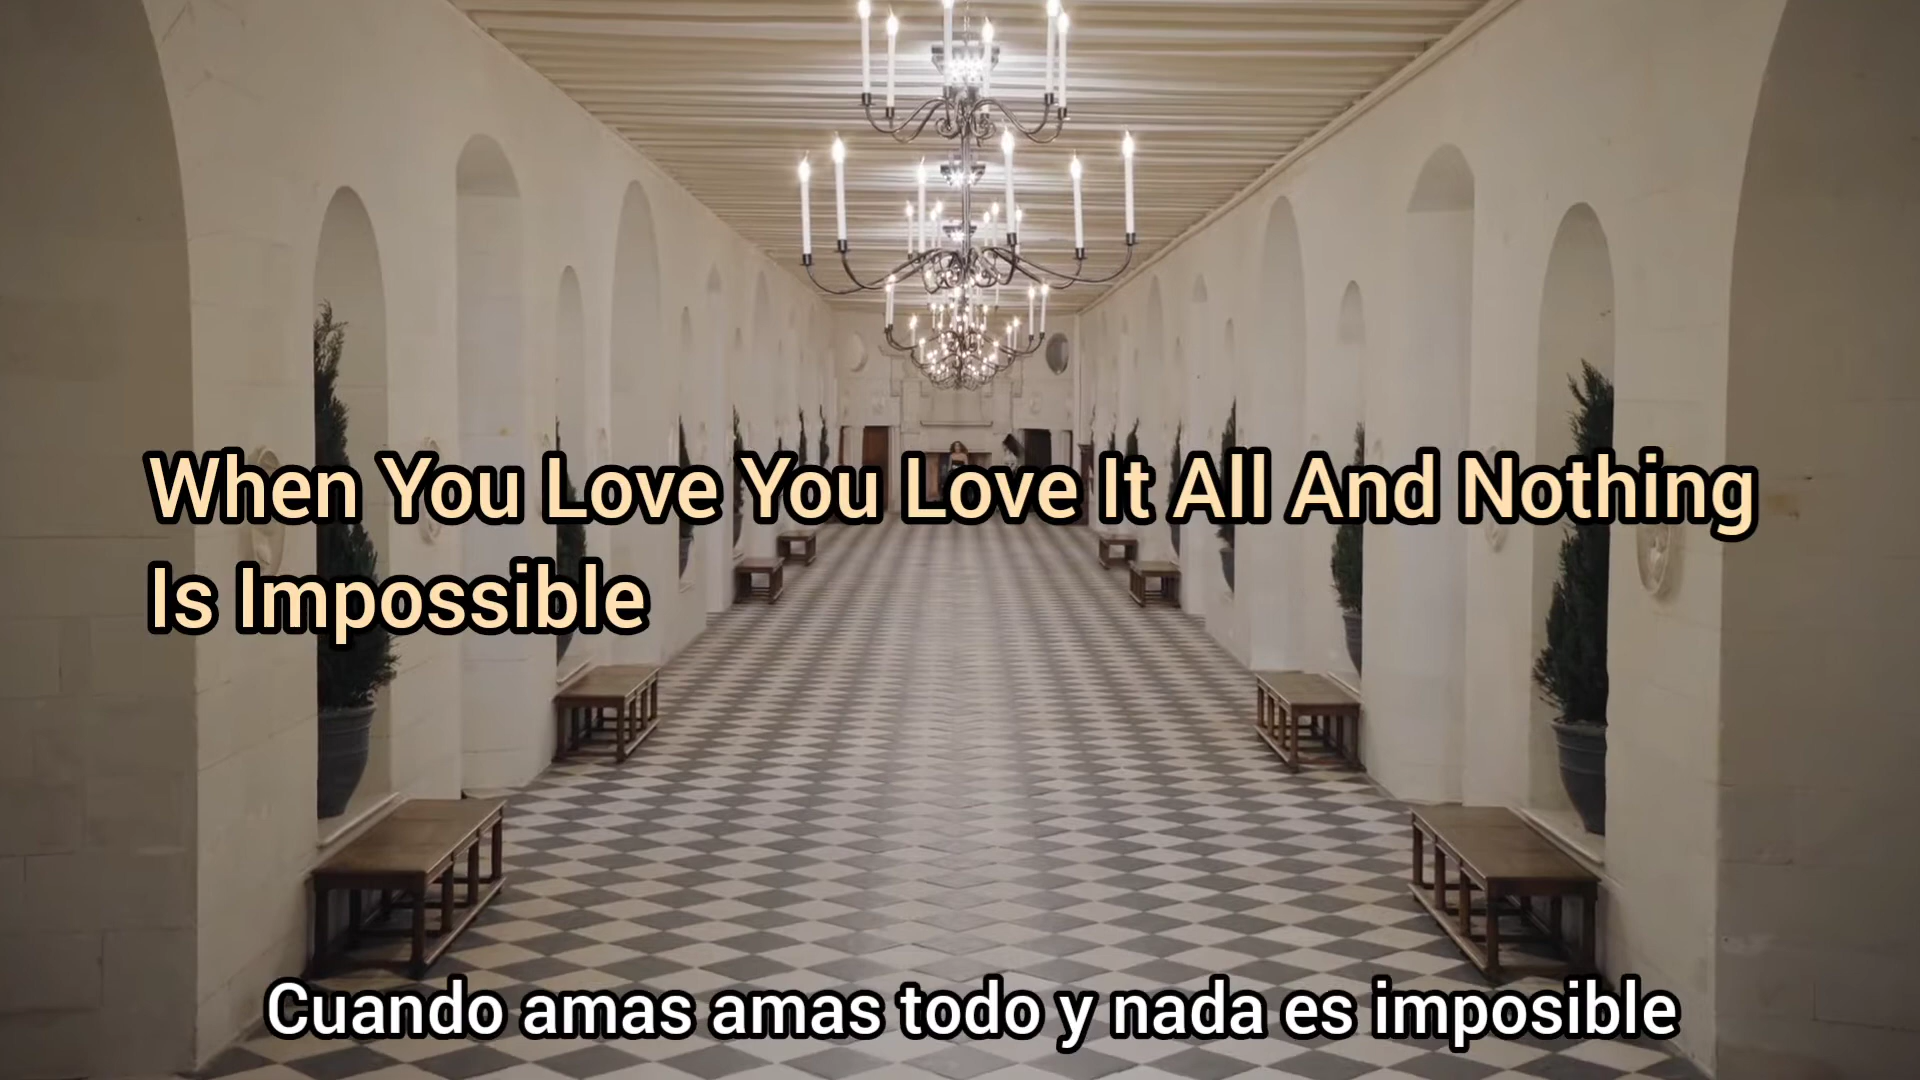 When You Love You Love It All And Nothing
Is Impossible
Cuando amas amas todo y nada es imposible